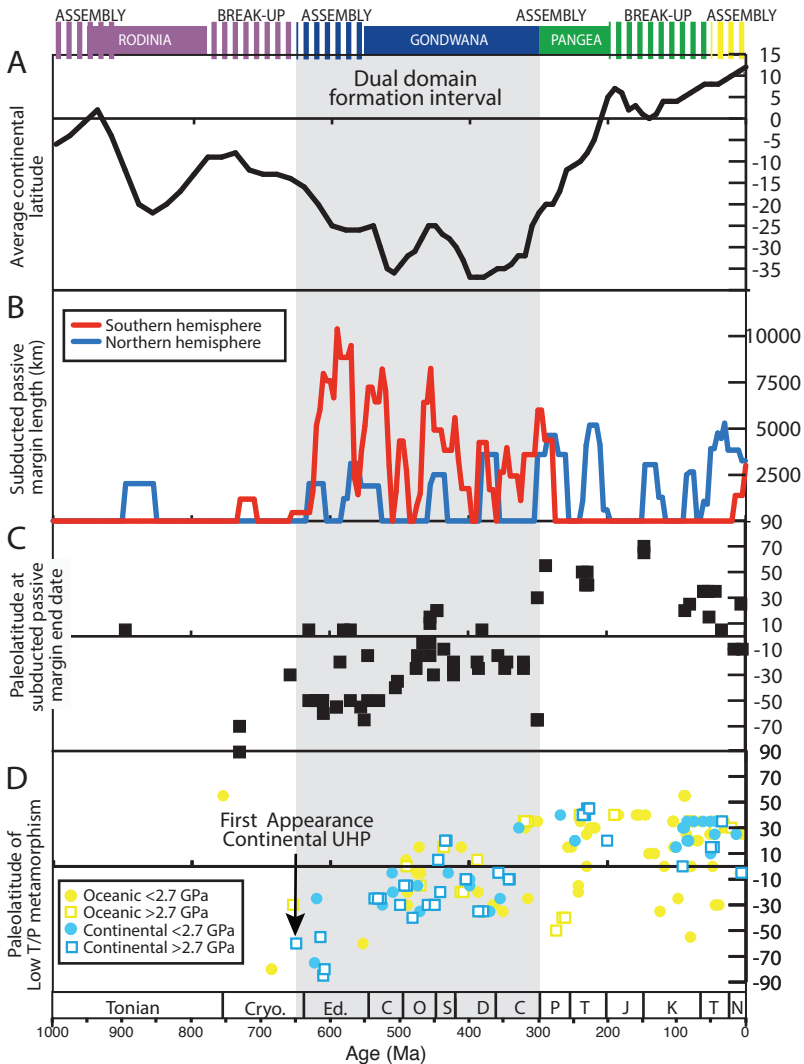 ASSEMBLY BREAK-UP ASSEMBLY ASSEMBLY BREAK-UP ASSEMBLY
RODINIA GONDWANA PANGEA
A
Dual domain
formation interval
Average continental
latitude
15
10
5
0
-5
-10
-15
-20
-25
-30
-35
B
Southern hemisphere
Northern hemisphere
Subducted passive
margin length (km)
10000
7500
5000
2500
90
C
Paleolatitude at
subducted passive
margin end date
70
50
30
10
-10
-30
-50
-70
90
D
First Appearance
Continental UHP
Paleolatitude of
Low T/P metamorphism
70
50
30
10
-10
-30
-50
-70
-90
Oceanic <2.7 GPa
Oceanic >2.7 GPa
Continental <2.7 GPa
Continental >2.7 GPa
Tonian Cryo. Ed. C O S D C P T J K T N
1000 900 800 700 600 500 400 300 200 100 0
Age (Ma)